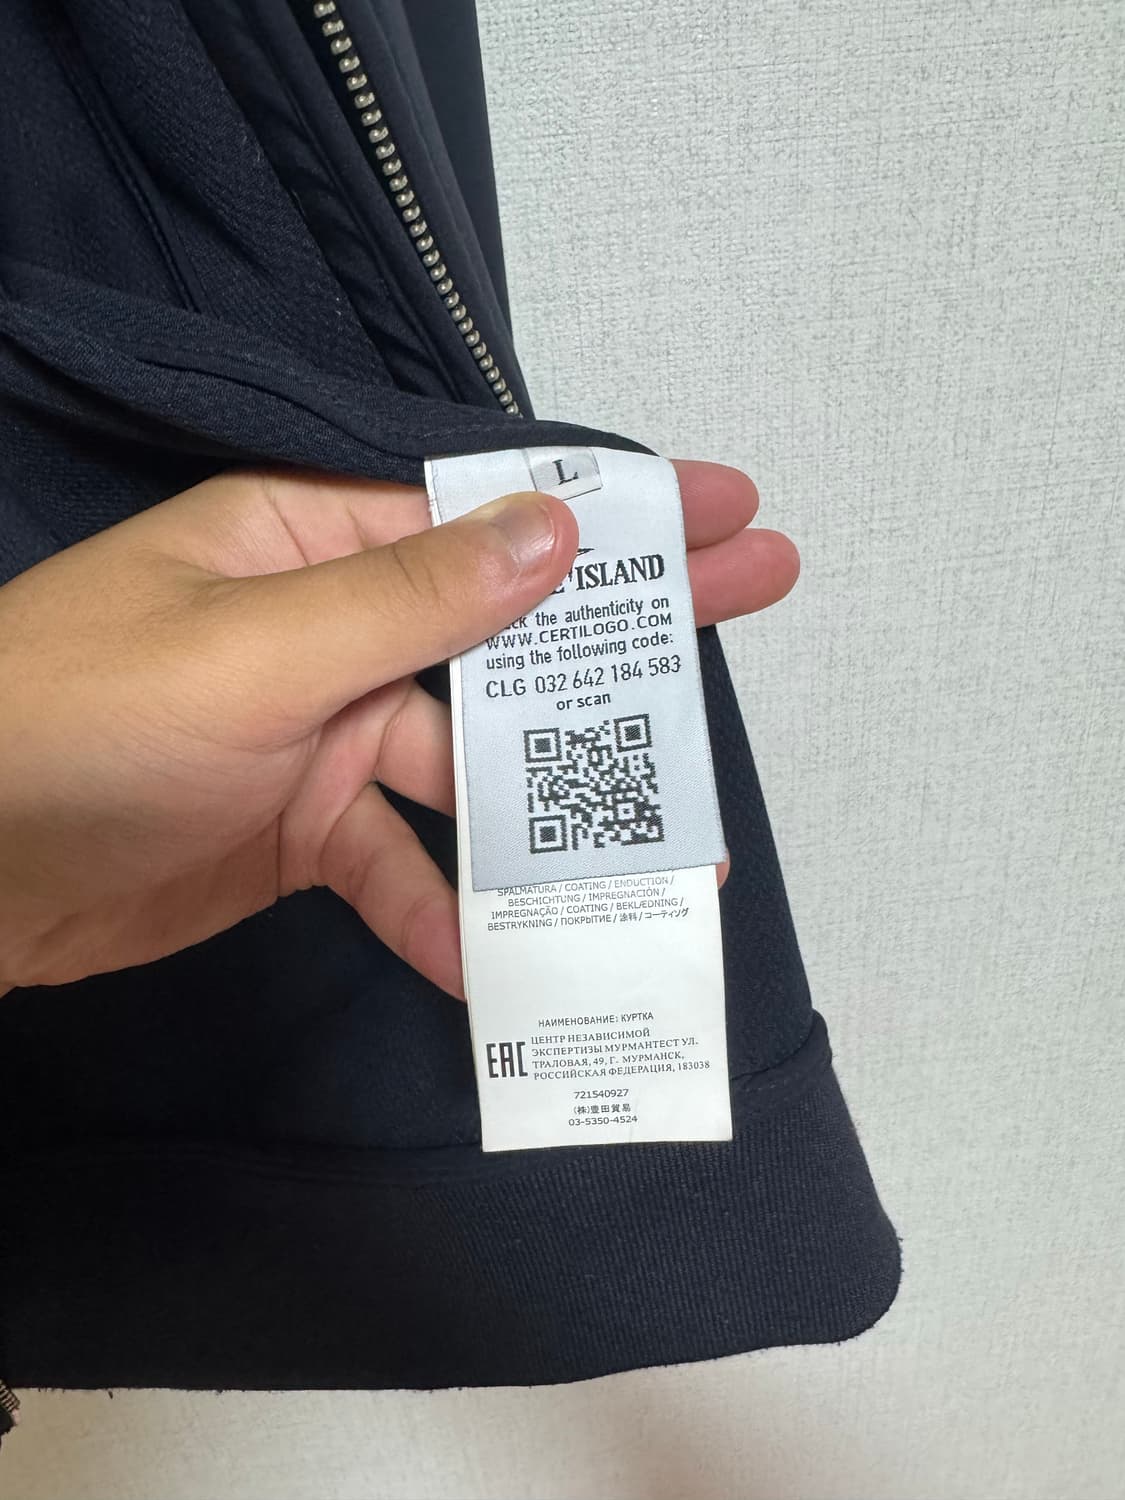 L
ISLAND
the authenticity on
WWW.CERTILOGO.COM
using the following code:
CLG 032 642 184 583
or scan
SPALMATURA / COATING / ENDUCTION /
BESCHICHTUNG / IMPREGNACIÓN /
IMPREGNAÇÃO / COATING / BEKLÆDNING /
BESTRYKNING / ПОКРЫТИЕ / 涂料 / コーティング
НАИМЕНОВАНИЕ: КУРТКА
EAC
ЦЕНТР НЕЗАВИСИМОЙ
ЭКСПЕРТИЗЫ МУРМАНТЕСТ УЛ.
ТРАЛОВАЯ, 49, Г. МУРМАНСК,
РОССИЙСКАЯ ФЕДЕРАЦИЯ, 183038
721540927
(株)豊田貿易
03-5350-4524